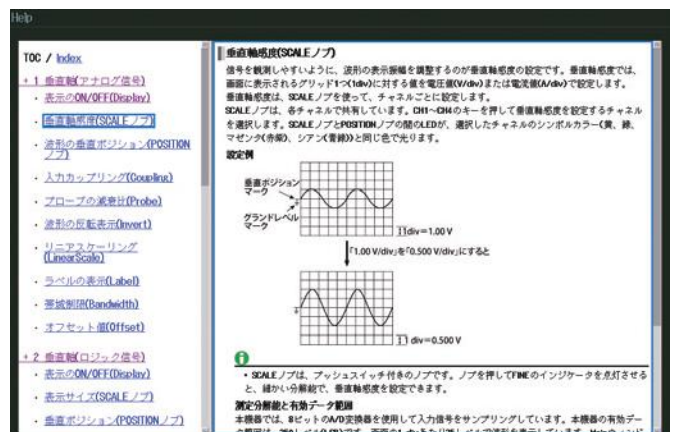 Help
TOC / Index
+ 1 垂直軸(アナログ信号)
・ 表示のON/OFF(Display)
・ 垂直軸感度(SCALEノブ)
・ 波形の垂直ポジション(POSITION
ノブ)
・ 入力カップリング(Coupling)
・ プローブの減衰比(Probe)
・ 波形の反転表示(Invert)
・ リニアスケーリング
(LinearScale)
・ ラベルの表示(Label)
・ 帯域制限(Bandwidth)
・ オフセット値(Offset)
+ 2 垂直軸(ロジック信号)
・ 表示のON/OFF(Display)
・ 表示サイズ(SCALEノブ)
・ 垂直ポジション(POSITIONノブ)
垂直軸感度(SCALEノブ)
信号を観測しやすいように、波形の表示振幅を調整するのが垂直軸感度の設定です。垂直軸感度では、
画面に表示されるグリッド1つ(1div)に対する値を電圧値(V/div)または電流値(A/div)で設定します。
垂直軸感度は、SCALEノブを使って、チャネルごとに設定します。
SCALEノブは、各チャネルで共有しています。CH1~CH4のキーを押して垂直軸感度を設定するチャネル
を選択します。SCALEノブとPOSITIONノブの間のLEDが、選択したチャネルのシンボルカラー(黄、緑、
マゼンタ(赤紫)、シアン(青緑))と同じ色で光ります。
設定例
垂直ポジション
マーク
グランドレベル
マーク
1div=1.00 V
「1.00 V/div」を「0.500 V/div」にすると
1 div=0.500 V
・ SCALEノブは、プッシュスイッチ付きのノブです。ノブを押してFINEのインジケータを点灯させる
と、細かい分解能で、垂直軸感度を設定できます。
測定分解能と有効データ範囲
本機器は、8ビットのA/D変換器を使用して入力信号をサンプリングしています。本機器の有効デー